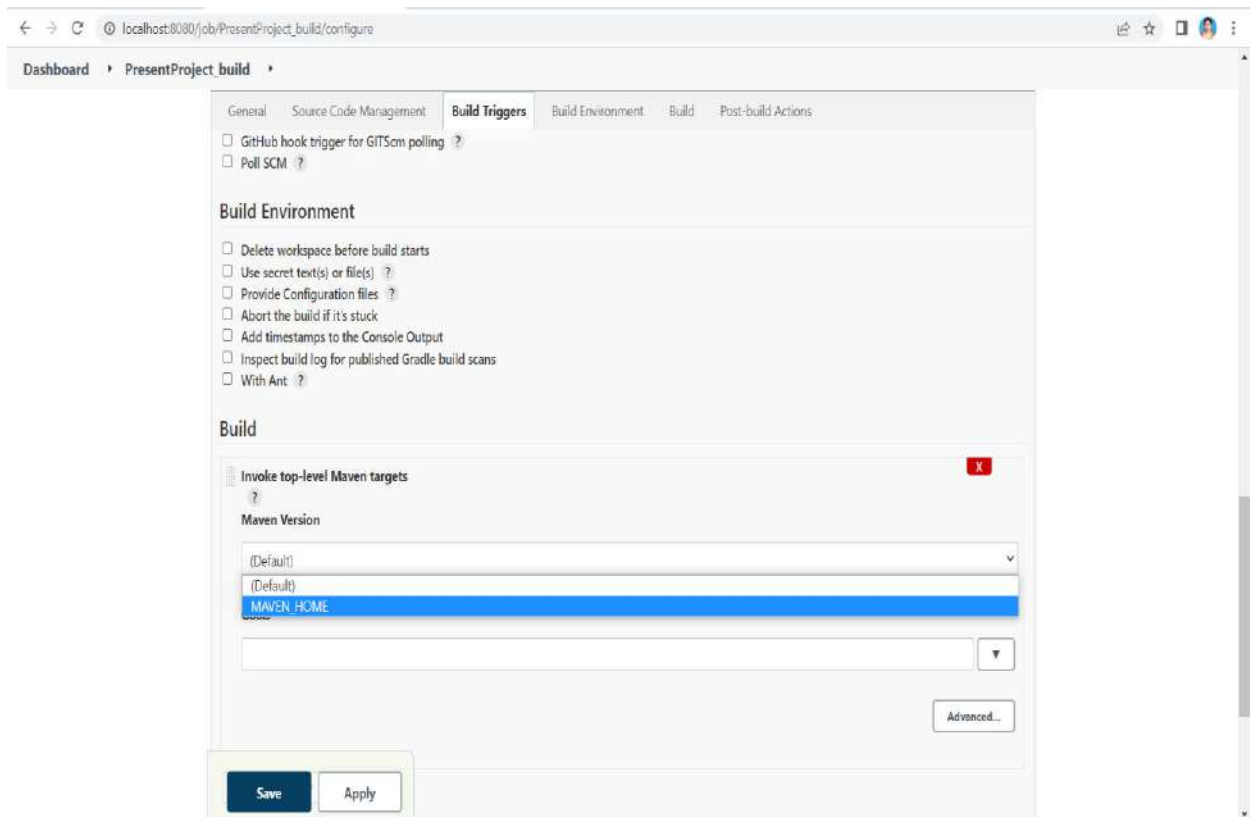 localhost:8080/job/PresentProject_build/configure
Dashboard PresentProject_build
General Source Code Management Build Triggers Build Environment Build Post-build Actions
GitHub hook trigger for GITScm polling ?
Poll SCM ?
Build Environment
Delete workspace before build starts
Use secret text(s) or file(s) ?
Provide Configuration files ?
Abort the build if it's stuck
Add timestamps to the Console Output
Inspect build log for published Gradle build scans
With Ant ?
Build
X
Invoke top-level Maven targets
?
Maven Version
(Default)
(Default)
MAVEN_HOME
Advanced...
Save Apply